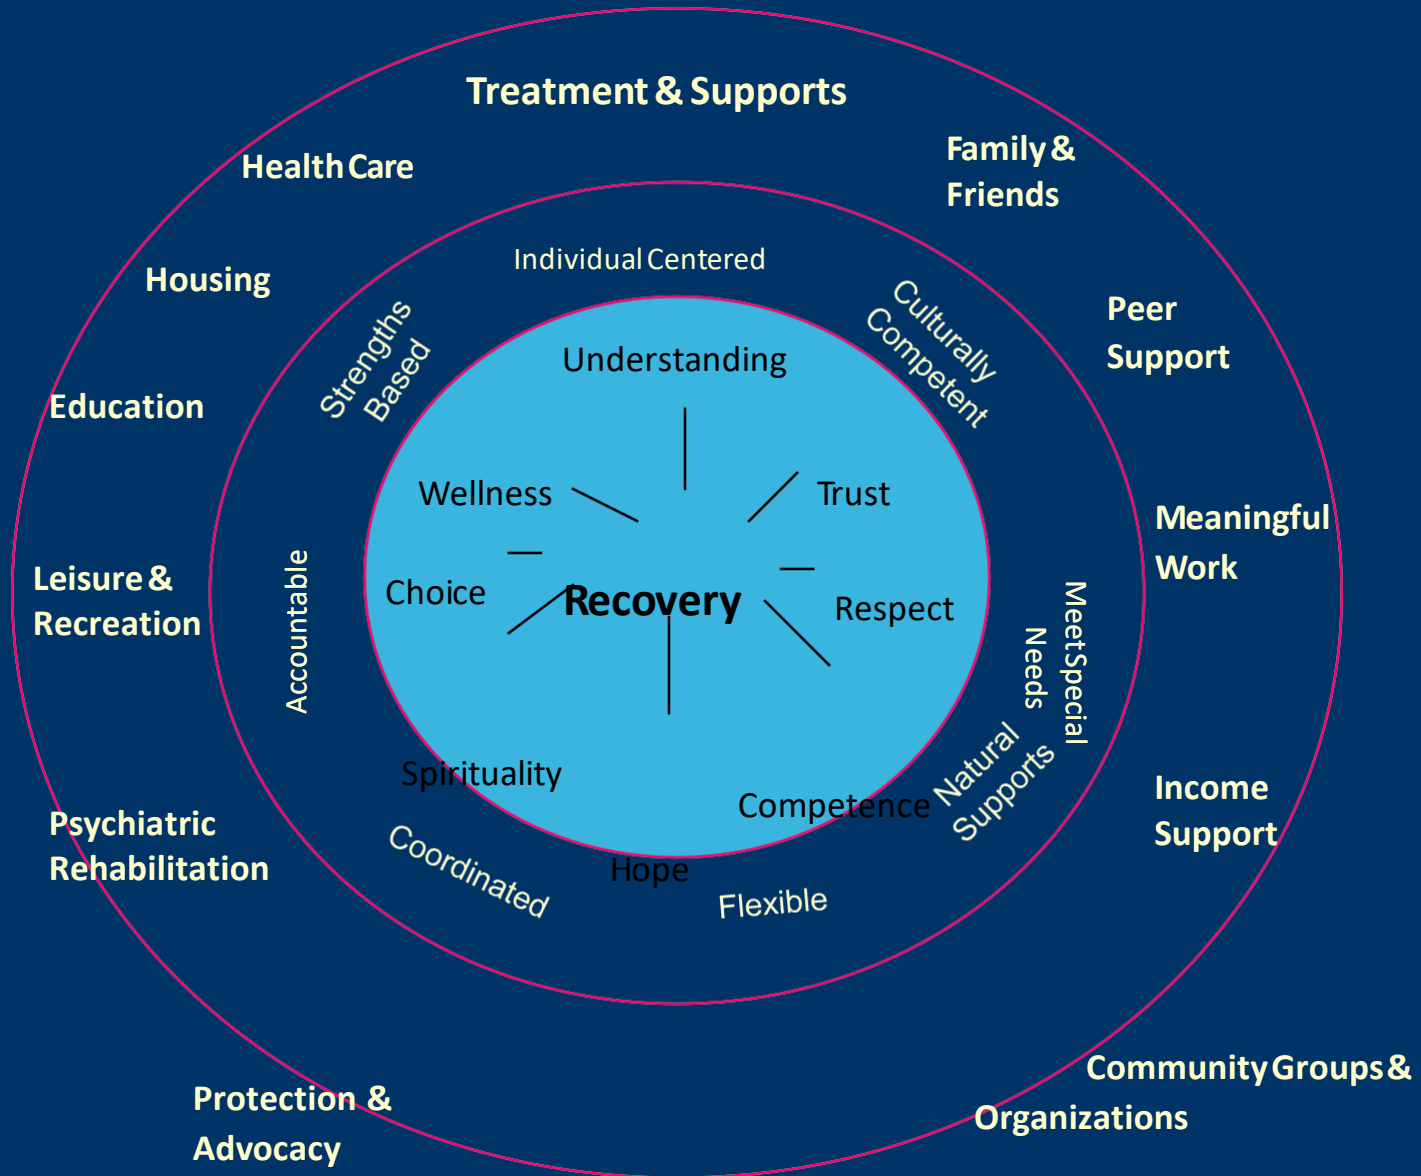 Treatment & Supports
Health Care
Family &
Friends
Individual Centered
Housing
Culturally
Competent
Strengths
Based
Peer
Support
Understanding
Education
Wellness
Trust
Meaningful
Work
Leisure &
Recreation
Accountable
Choice
Recovery
Respect
Meet Special
Needs
Natural
Supports
Spirituality
Competence
Income
Support
Psychiatric
Rehabilitation
Coordinated
Hope
Flexible
Community Groups &
Organizations
Protection &
Advocacy